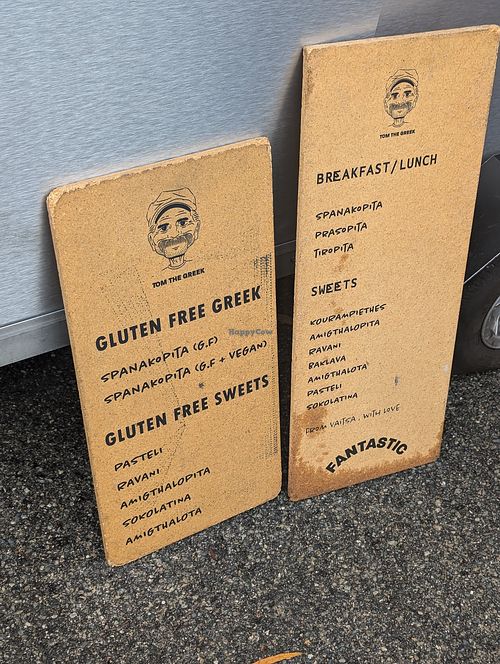 TOM THE GREEK
GLUTEN FREE GREEK
SPANAKOPITA (G.F)
SPANAKOPITA (G.F + VEGAN)
GLUTEN FREE SWEETS
PASTELI
RAVANI
AMIGTHALOPITA
SOKOLATINA
AMIGTHALOTA
TOM THE GREEK
BREAKFAST/LUNCH
SPANAKOPITA
PRASOPITA
TIROPITA
SWEETS
KOURAMPIETHES
AMIGTHALOPITA
RAVANI
BAKLAVA
AMIGTHALOTA
PASTELI
SOKOLATINA
FROM VAITSA, WITH LOVE
FANTASTIC
HappyCow